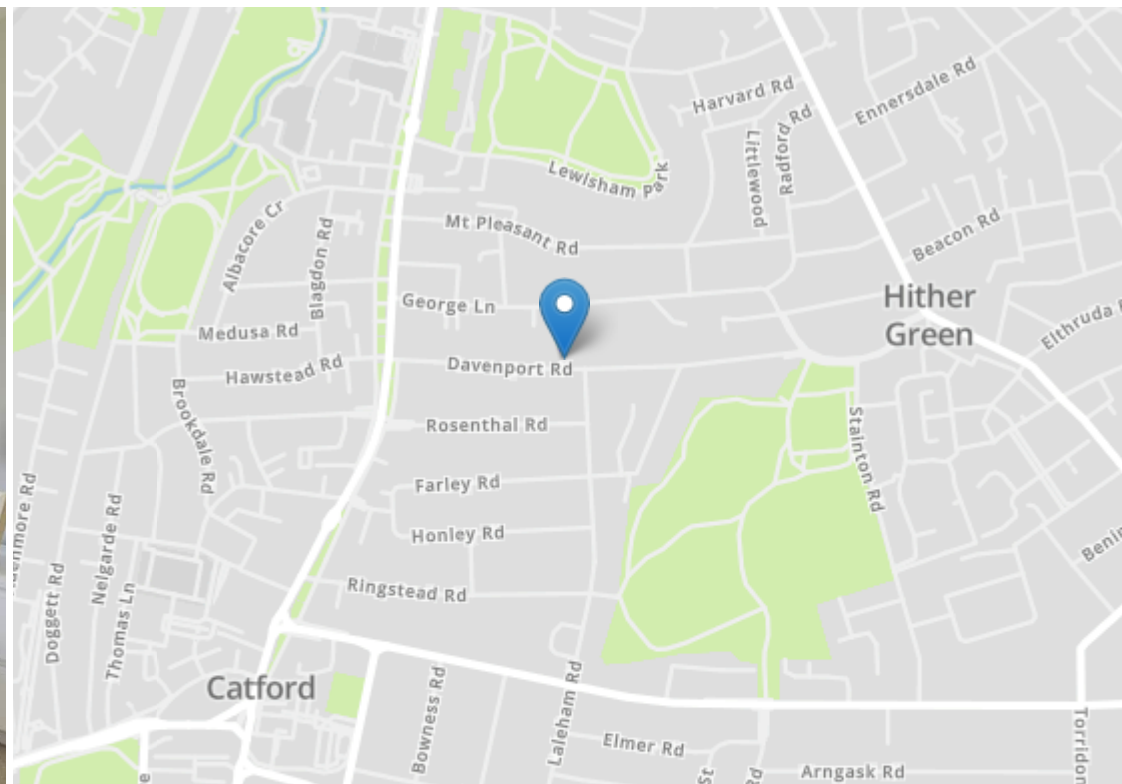 Harvard Rd
Ennersdale Rd
Radford Rd
Littlewood
Lewisham Park
Albacore Cr
Blagdon Rd
Mt Pleasant Rd
Beacon Rd
George Ln
Hither
Green
Elthruda
Medusa Rd
Hawstead Rd
Davenport Rd
Brookdale Rd
Rosenthal Rd
Stainton Rd
Farley Rd
Nelgarde Rd
Honley Rd
Doggett Rd
Thomas Ln
Ringstead Rd
Catford
Bowness Rd
Laleham Rd
Elmer Rd
Arngask Rd
Torridon